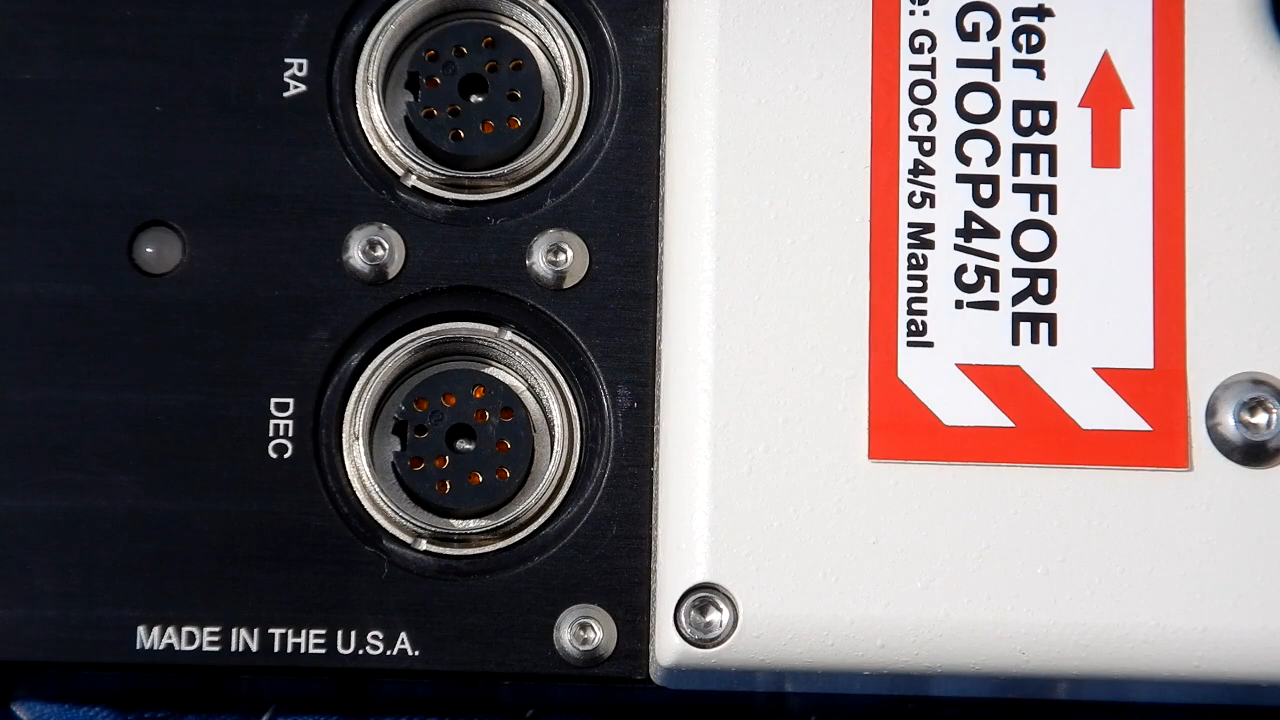 RA
DEC
MADE IN THE U.S.A.
ter BEFORE
GTOCP4/5!
e: GTOCP4/5 Manual